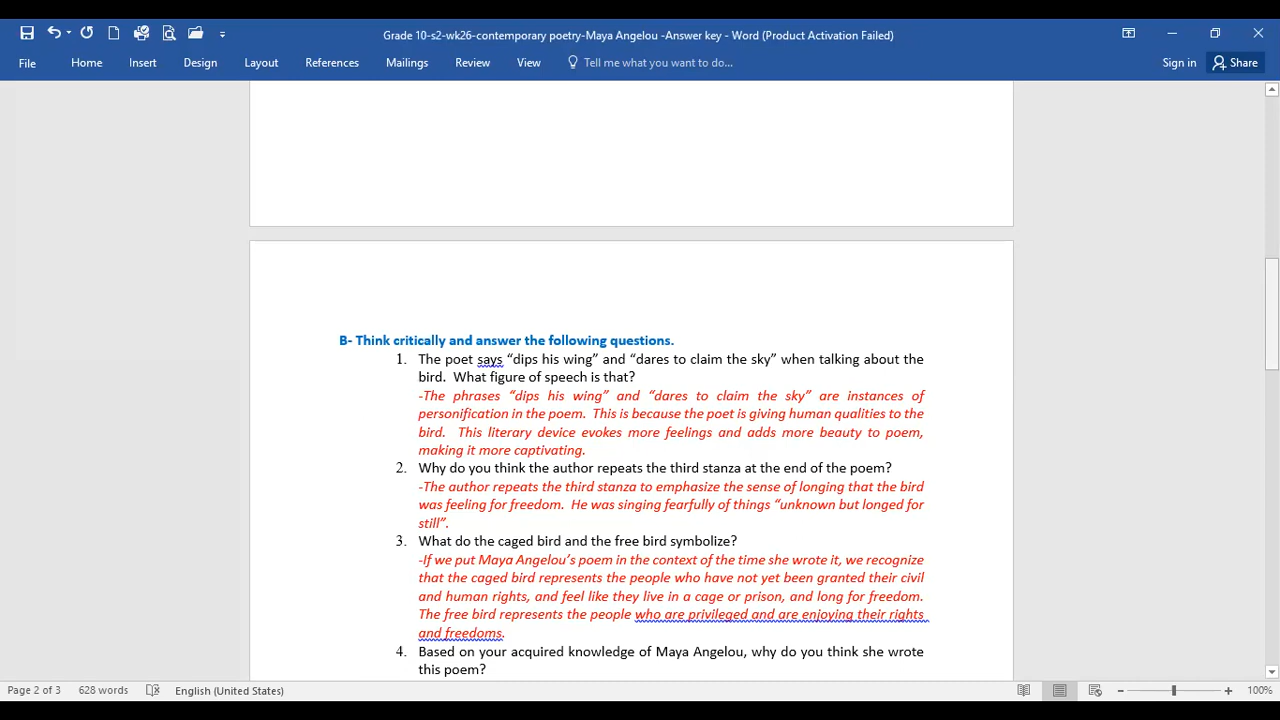 Grade 10-s2-wk26-contemporary poetry-Maya Angelou -Answer key - Word (Product Activation Failed)
File Home Insert Design Layout References Mailings Review View Tell me what you want to do... Sign in Share
B- Think critically and answer the following questions.
1. The poet says “dips his wing” and “dares to claim the sky” when talking about the
bird. What figure of speech is that?
-The phrases “dips his wing” and “dares to claim the sky” are instances of
personification in the poem. This is because the poet is giving human qualities to the
bird. This literary device evokes more feelings and adds more beauty to poem,
making it more captivating.
2. Why do you think the author repeats the third stanza at the end of the poem?
-The author repeats the third stanza to emphasize the sense of longing that the bird
was feeling for freedom. He was singing fearfully of things “unknown but longed for
still”.
3. What do the caged bird and the free bird symbolize?
-If we put Maya Angelou’s poem in the context of the time she wrote it, we recognize
that the caged bird represents the people who have not yet been granted their civil
and human rights, and feel like they live in a cage or prison, and long for freedom.
The free bird represents the people who are privileged and are enjoying their rights
and freedoms.
4. Based on your acquired knowledge of Maya Angelou, why do you think she wrote
this poem?
Page 2 of 3 628 words English (United States) 100%